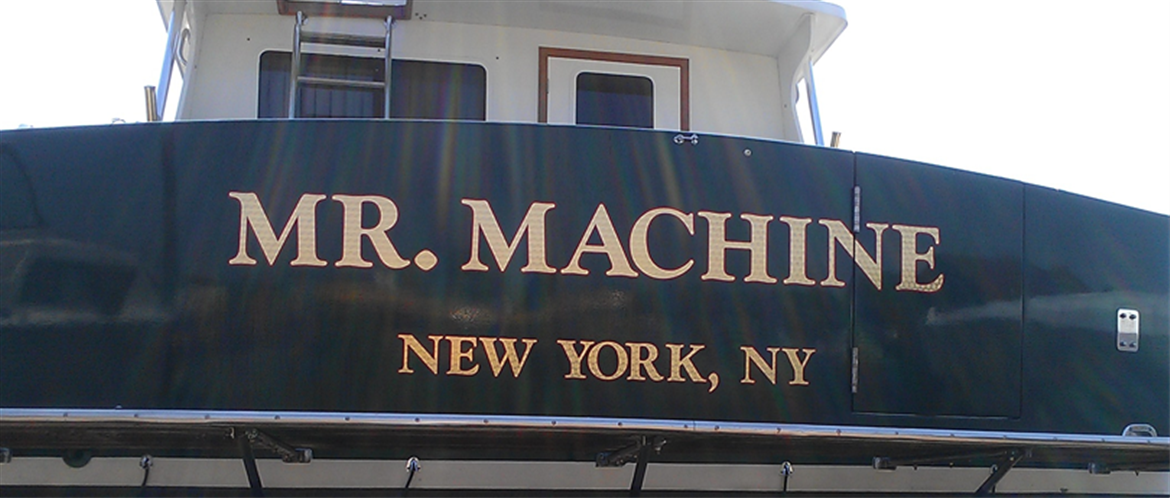 MR. MACHINE
NEW YORK, NY